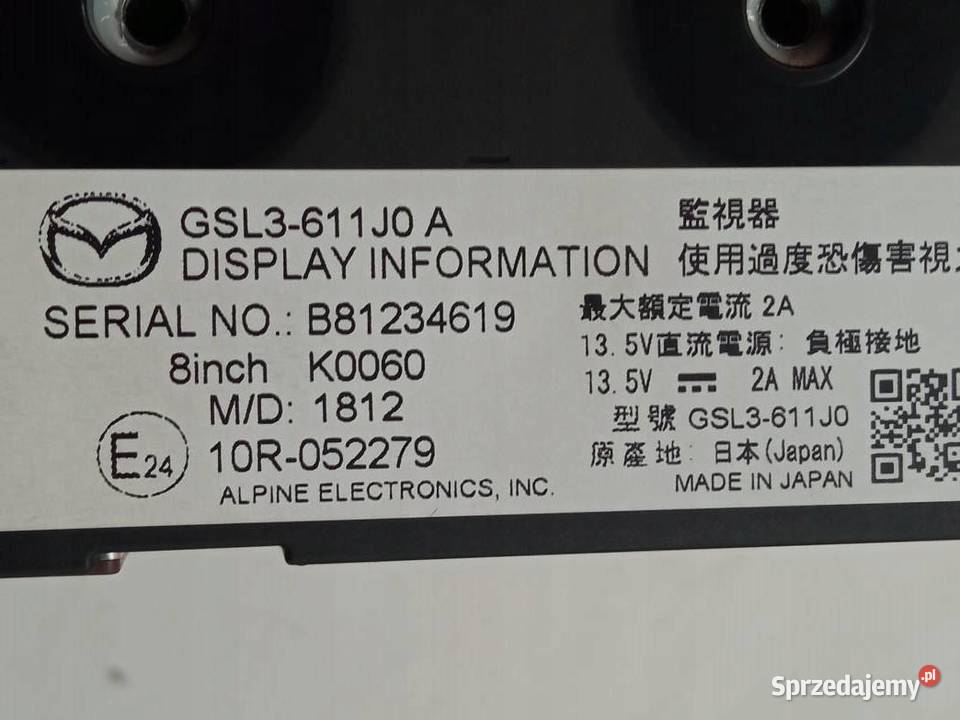 GSL3-611J0 A
DISPLAY INFORMATION
SERIAL NO.: B81234619
8inch K0060
M/D: 1812
E24 10R-052279
ALPINE ELECTRONICS, INC.
監視器
使用過度恐傷害視
最大額定電流 2A
13.5V直流電源: 負極接地
13.5V 2A MAX
型號 GSL3-611J0
原產地: 日本(Japan)
MADE IN JAPAN
Sprzedajemy.pl